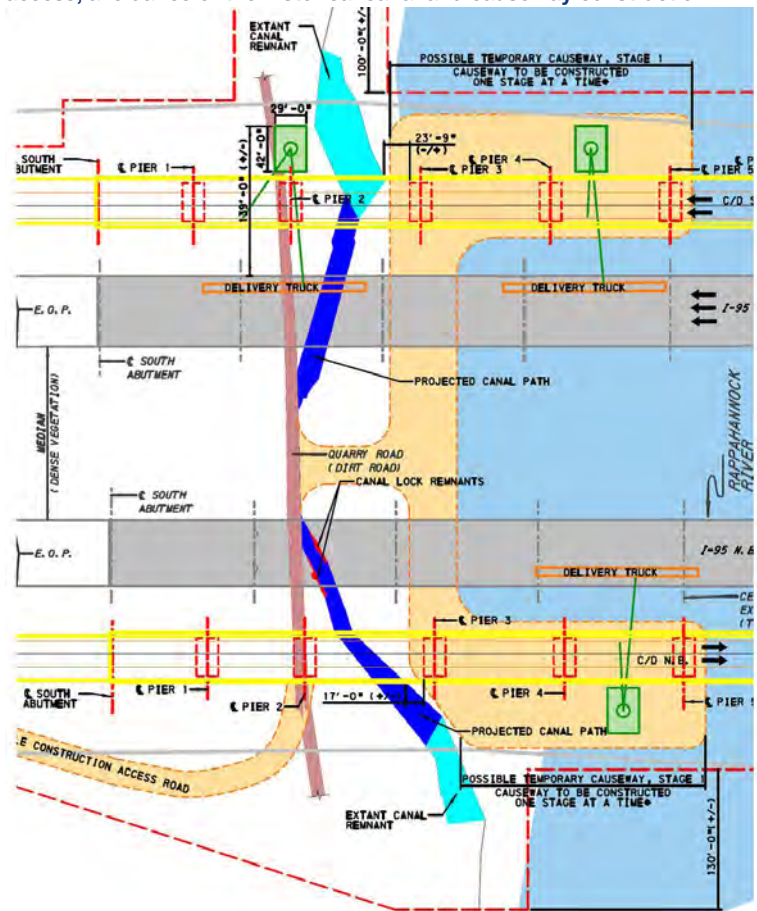 EXTANT
CANAL
REMNANT
100'-0"(+/-)
POSSIBLE TEMPORARY CAUSEWAY, STAGE 1
CAUSEWAY TO BE CONSTRUCTED
ONE STAGE AT A TIME*
29'-0"
42'-0"
139'-0" (+/-)
23'-9"
(-/+)
SOUTH
BUTMENT
℄ PIER 1
℄ PIER 2
℄ PIER 3
℄ PIER 4
℄ PIER 5
C/D S
DELIVERY TRUCK
DELIVERY TRUCK
E.O.P.
I-95
℄ SOUTH
ABUTMENT
PROJECTED CANAL PATH
MEDIAN
(DENSE VEGETATION)
QUARRY ROAD
(DIRT ROAD)
CANAL LOCK REMNANTS
RAPPAHANNOCK
RIVER
℄ SOUTH
ABUTMENT
E.O.P.
I-95 N.B
DELIVERY TRUCK
CE
EX
(T
℄ PIER 3
C/D N.B.
℄ SOUTH
ABUTMENT
℄ PIER 1
℄ PIER 2
17'-0" (+/-)
℄ PIER 4
℄ PIER 5
PROJECTED CANAL PATH
LE CONSTRUCTION ACCESS ROAD
POSSIBLE TEMPORARY CAUSEWAY, STAGE 1
CAUSEWAY TO BE CONSTRUCTED
ONE STAGE AT A TIME*
EXTANT CANAL
REMNANT
130'-0"(+/-)